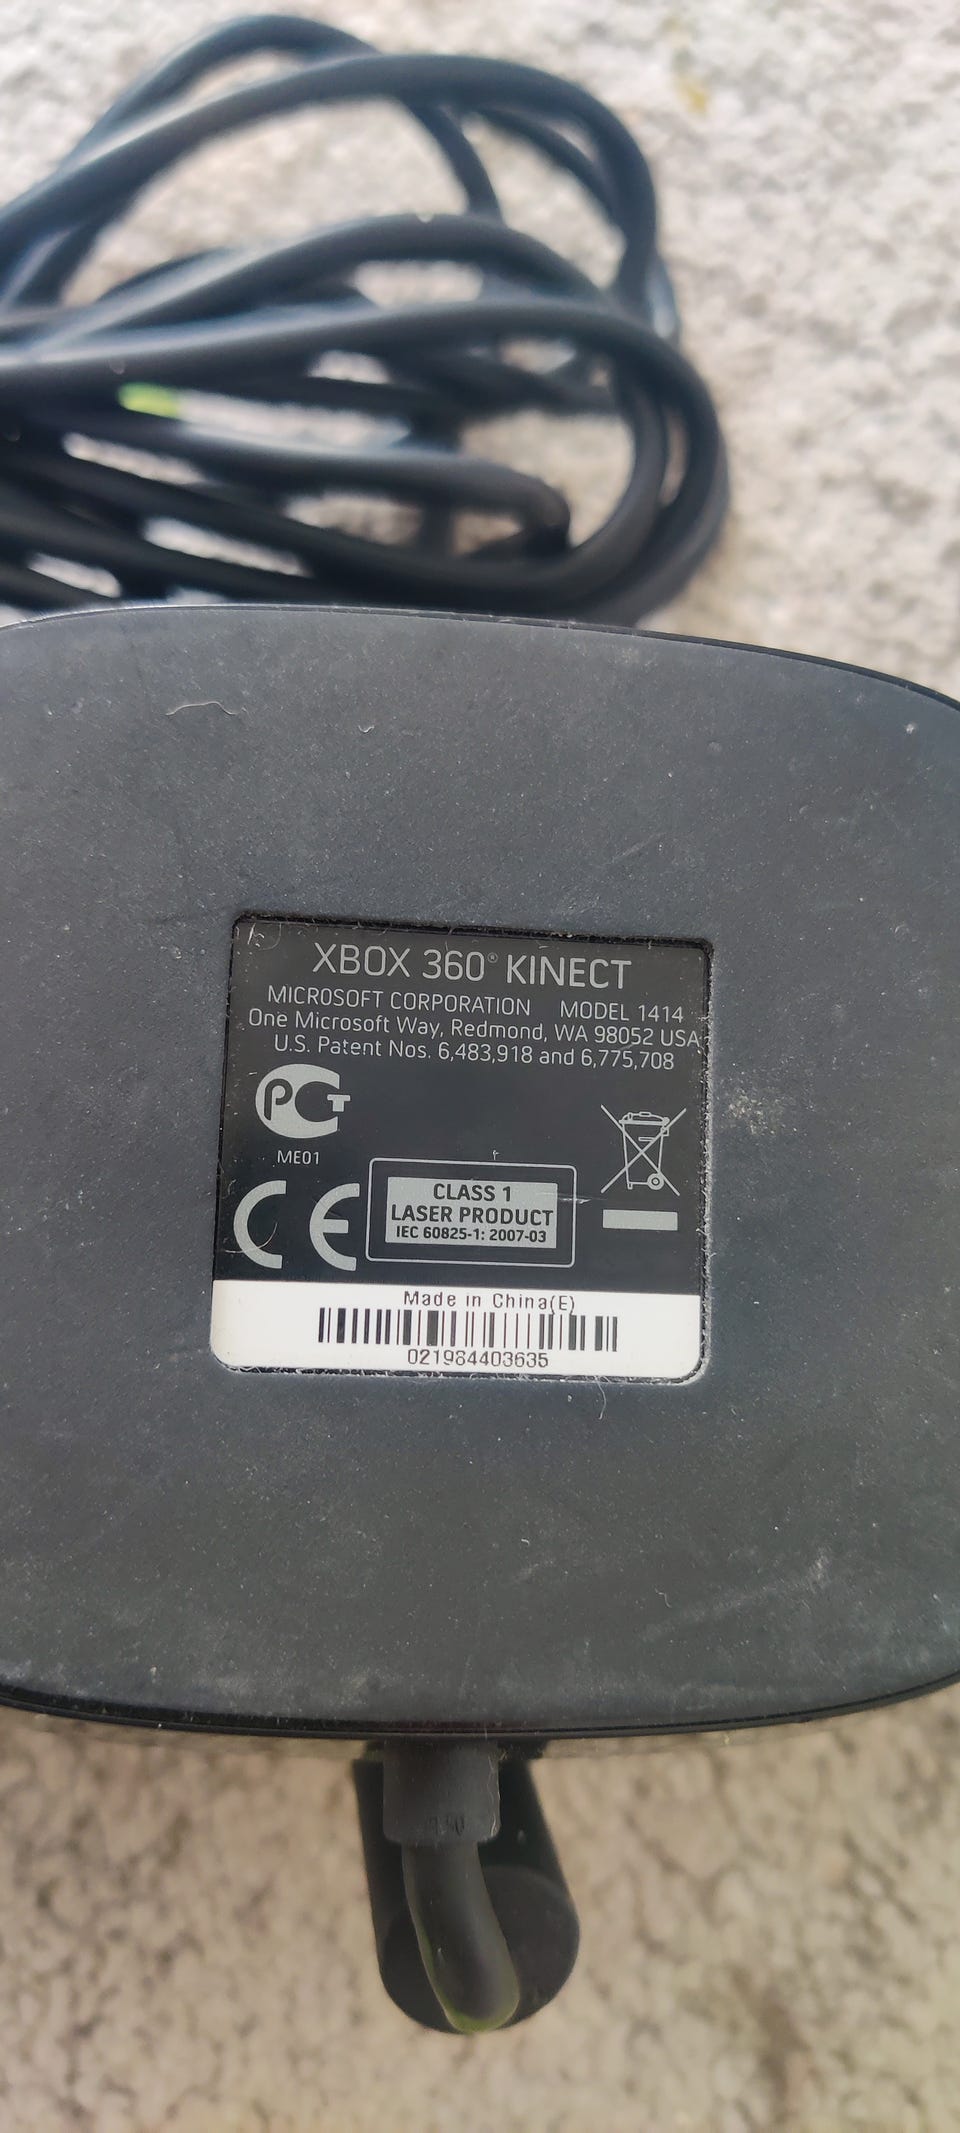 XBOX 360® KINECT
MICROSOFT CORPORATION MODEL 1414
One Microsoft Way, Redmond, WA 98052 USA
U.S. Patent Nos. 6,483,918 and 6,775,708
PCT
ME01
CE
CLASS 1
LASER PRODUCT
IEC 60825-1: 2007-03
Made in China(E)
021984403635